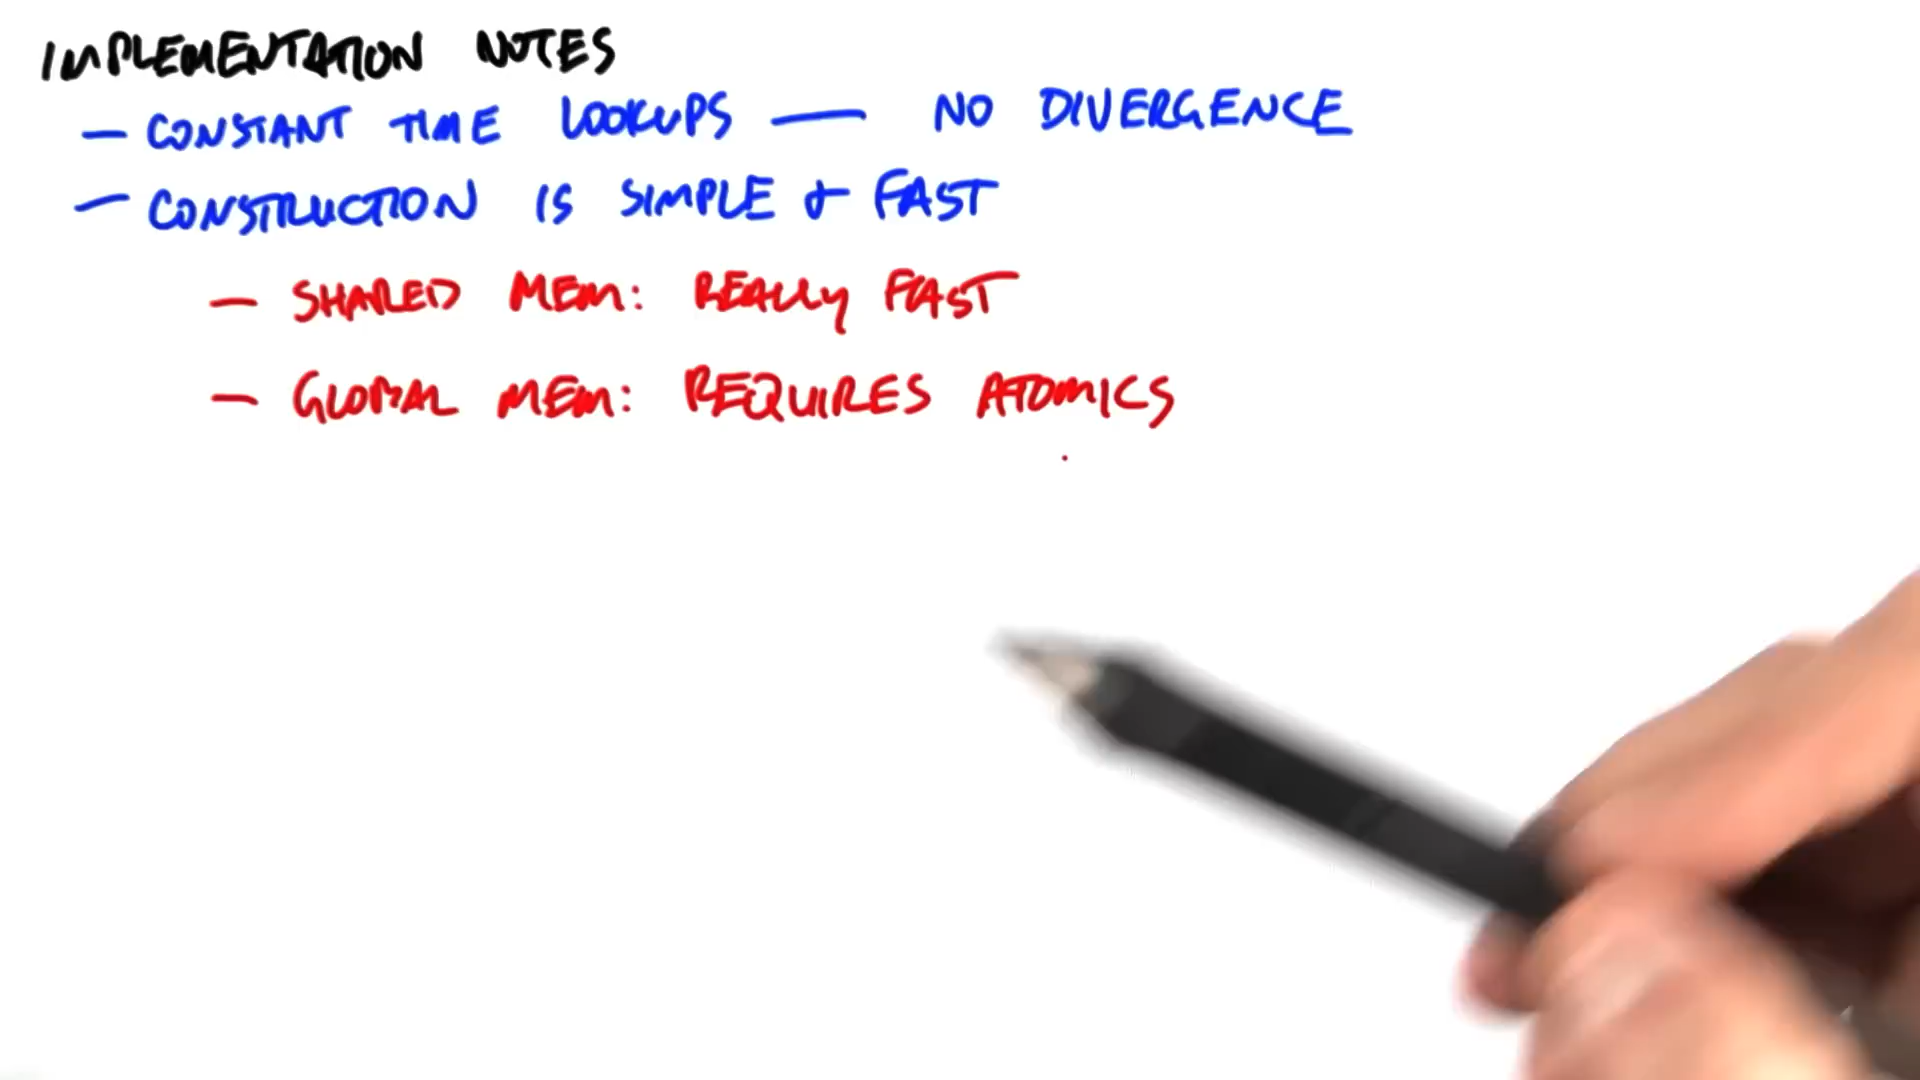 IMPLEMENTATION NOTES
— CONSTANT TIME LOOKUPS — NO DIVERGENCE
— CONSTRUCTION IS SIMPLE & FAST
— SHARED MEM: REALLY FAST
— GLOBAL MEM: REQUIRES ATOMICS